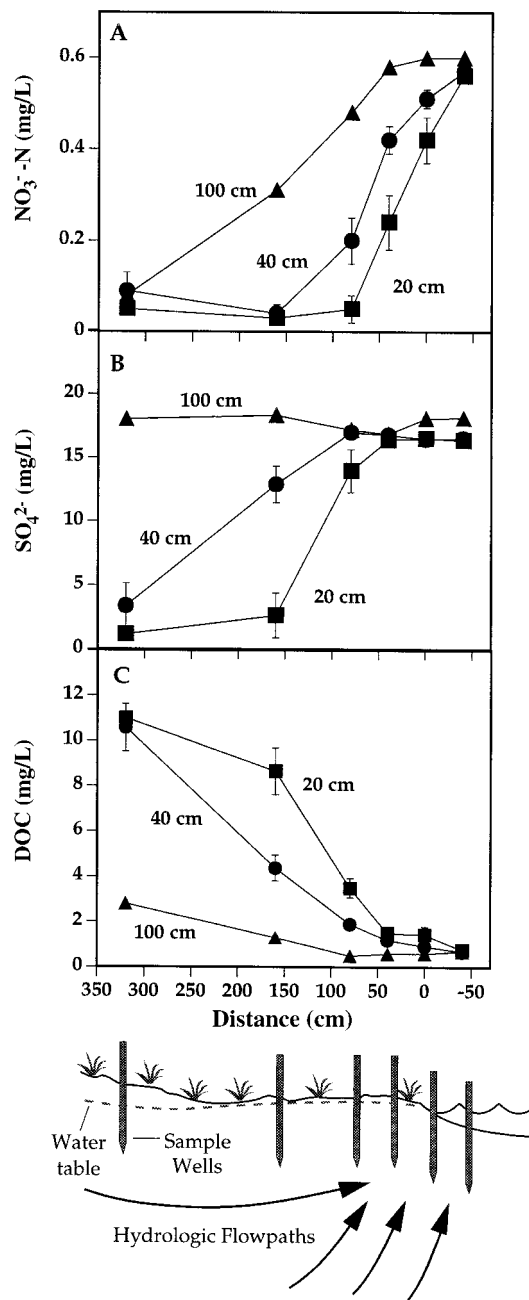 A
NO₃⁻-N (mg/L)
0.6
0.4
0.2
0
100 cm
40 cm
20 cm
B
SO₄²⁻ (mg/L)
20
15
10
5
0
100 cm
40 cm
20 cm
C
DOC (mg/L)
12
10
8
6
4
2
0
20 cm
40 cm
100 cm
350 300 250 200 150 100 50 0 -50
Distance (cm)
Water
table
Sample
Wells
Hydrologic Flowpaths